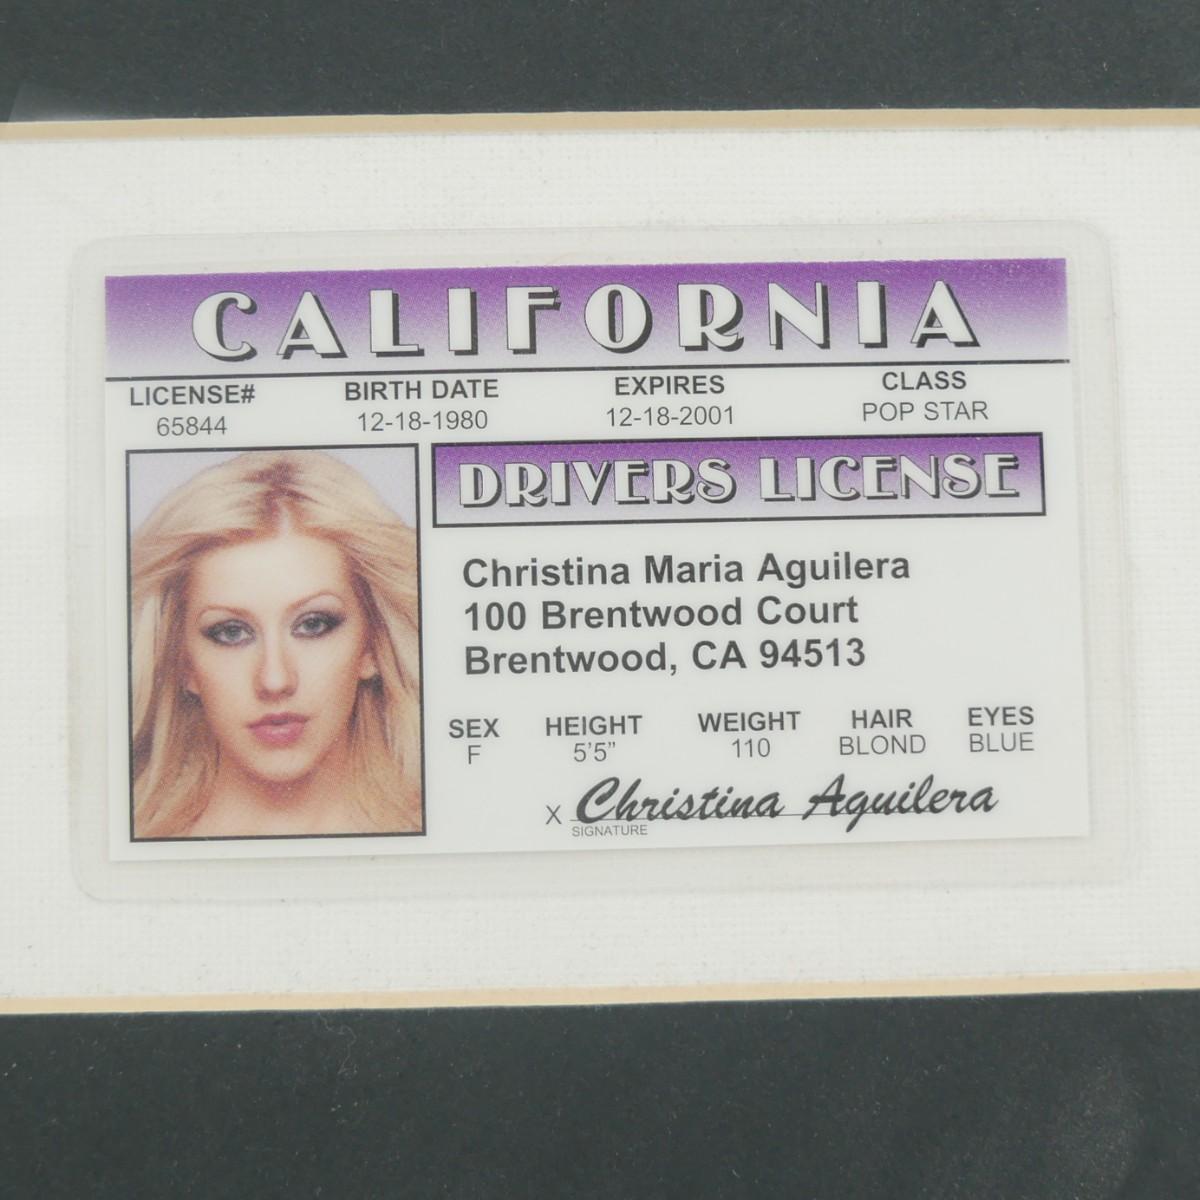 CALIFORNIA
LICENSE# BIRTH DATE EXPIRES CLASS
65844 12-18-1980 12-18-2001 POP STAR
DRIVERS LICENSE
Christina Maria Aguilera
100 Brentwood Court
Brentwood, CA 94513
SEX HEIGHT WEIGHT HAIR EYES
F 5'5" 110 BLOND BLUE
X Christina Aguilera
SIGNATURE